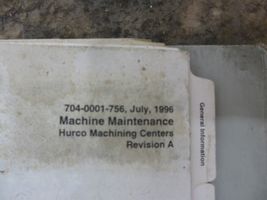 704-0001-756, July, 1996
Machine Maintenance
Hurco Machining Centers
Revision A
General Information